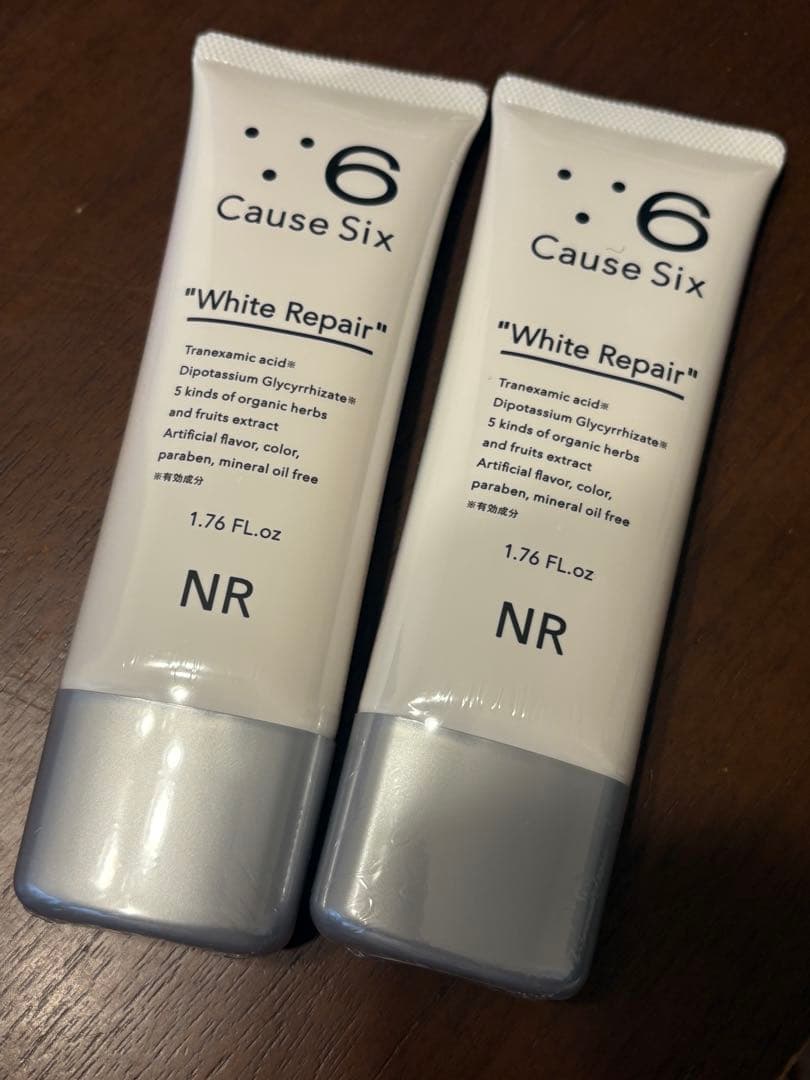 6
Cause Six
"White Repair"
Tranexamic acid※
Dipotassium Glycyrrhizate※
5 kinds of organic herbs
and fruits extract
Artificial flavor, color,
paraben, mineral oil free
※有効成分
1.76 FL.oz
NR
6
Cause Six
"White Repair"
Tranexamic acid※
Dipotassium Glycyrrhizate※
5 kinds of organic herbs
and fruits extract
Artificial flavor, color,
paraben, mineral oil free
※有効成分
1.76 FL.oz
NR